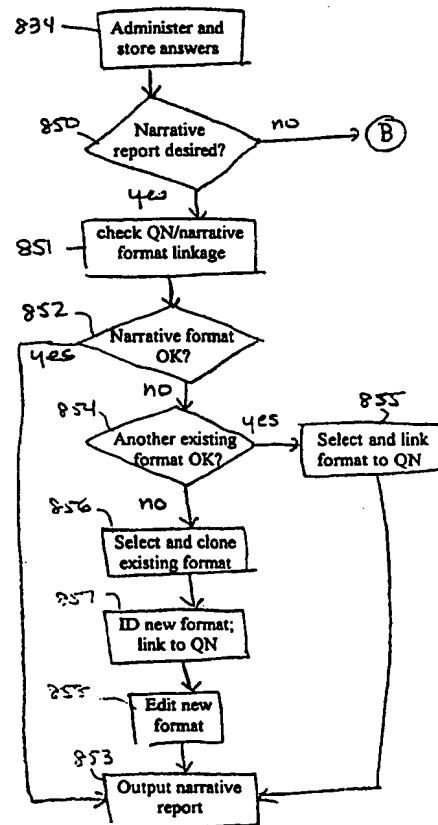 834
Administer and
store answers
850
Narrative
report desired?
no
B
yes
851
check QN/narrative
format linkage
852
Narrative format
OK?
yes
no
854
Another existing
format OK?
yes
855
Select and link
format to QN
no
856
Select and clone
existing format
857
ID new format;
link to QN
Edit new
format
853
Output narrative
report